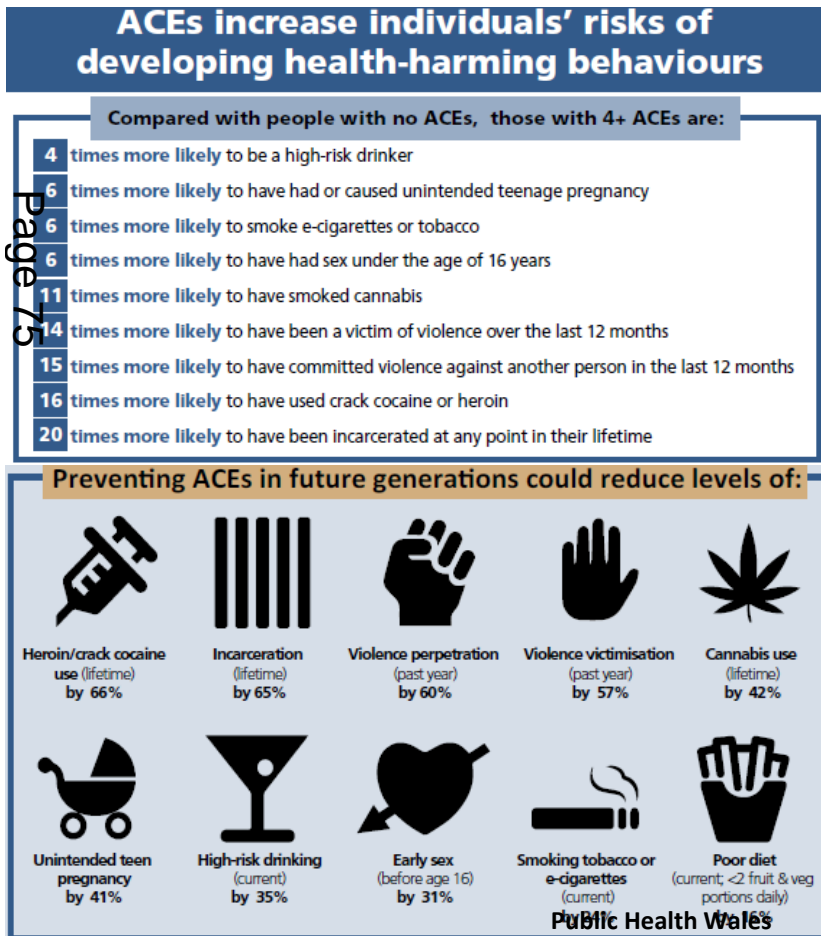 ACEs increase individuals' risks of
developing health-harming behaviours
Compared with people with no ACEs, those with 4+ ACEs are:
4 times more likely to be a high-risk drinker
6 times more likely to have had or caused unintended teenage pregnancy
6 times more likely to smoke e-cigarettes or tobacco
6 times more likely to have had sex under the age of 16 years
11 times more likely to have smoked cannabis
14 times more likely to have been a victim of violence over the last 12 months
15 times more likely to have committed violence against another person in the last 12 months
16 times more likely to have used crack cocaine or heroin
20 times more likely to have been incarcerated at any point in their lifetime
Page 75
Preventing ACEs in future generations could reduce levels of:
Heroin/crack cocaine
use (lifetime)
by 66%
Incarceration
(lifetime)
by 65%
Violence perpetration
(past year)
by 60%
Violence victimisation
(past year)
by 57%
Cannabis use
(lifetime)
by 42%
Unintended teen
pregnancy
by 41%
High-risk drinking
(current)
by 35%
Early sex
(before age 16)
by 31%
Smoking tobacco or
e-cigarettes
(current)
Poor diet
(current; <2 fruit & veg
portions daily)
Public Health Wales